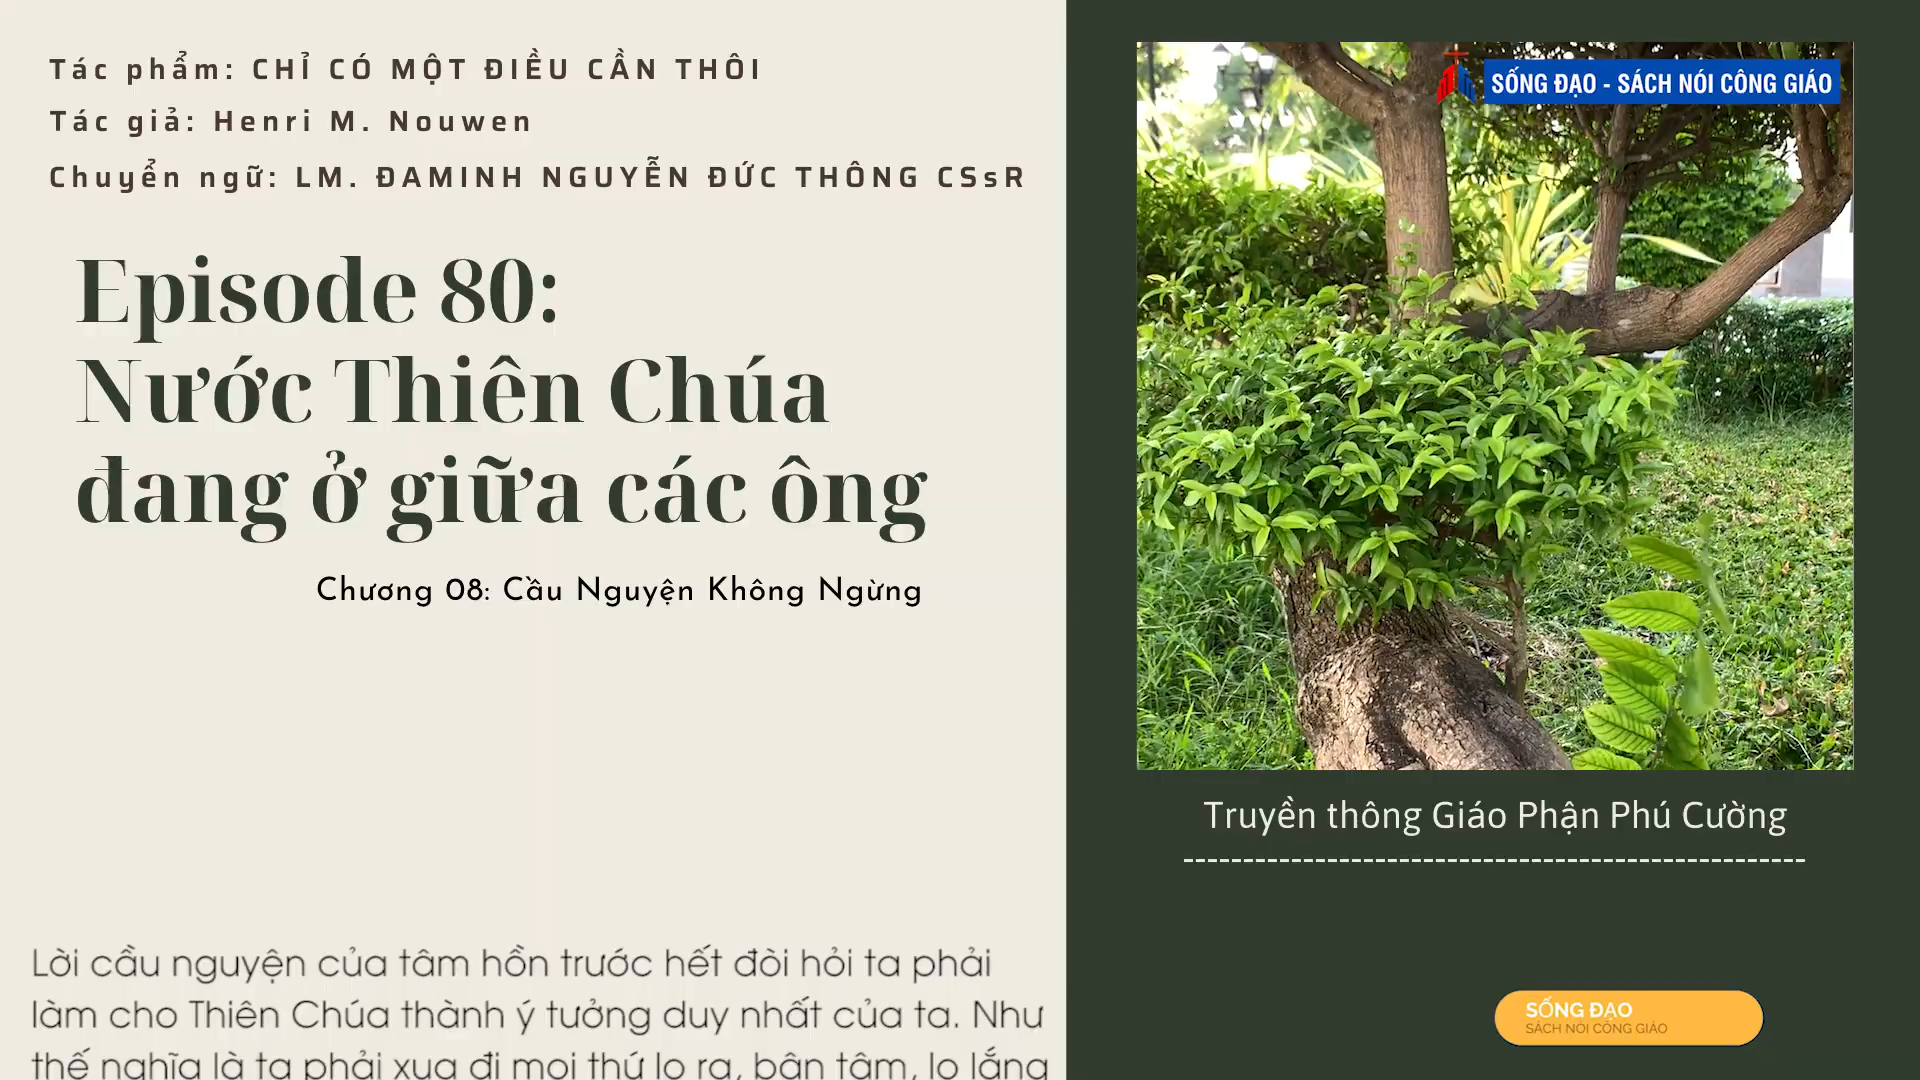 Tác phẩm: CHỈ CÓ MỘT ĐIỀU CẦN THÔI
Tác giả: Henri M. Nouwen
Chuyển ngữ: LM. ĐAMINH NGUYỄN ĐỨC THÔNG CSsR
Episode 80:
Nước Thiên Chúa
đang ở giữa các ông
Chương 08: Cầu Nguyện Không Ngừng
Lời cầu nguyện của tâm hồn trước hết đòi hỏi ta phải
làm cho Thiên Chúa thành ý tưởng duy nhất của ta. Như
thế nghĩa là ta phải xua đi mọi thứ lo ra, bận tâm, lo lắng
SỐNG ĐẠO - SÁCH NÓI CÔNG GIÁO
Truyền thông Giáo Phận Phú Cường
SỐNG ĐẠO
SÁCH NÓI CÔNG GIÁO